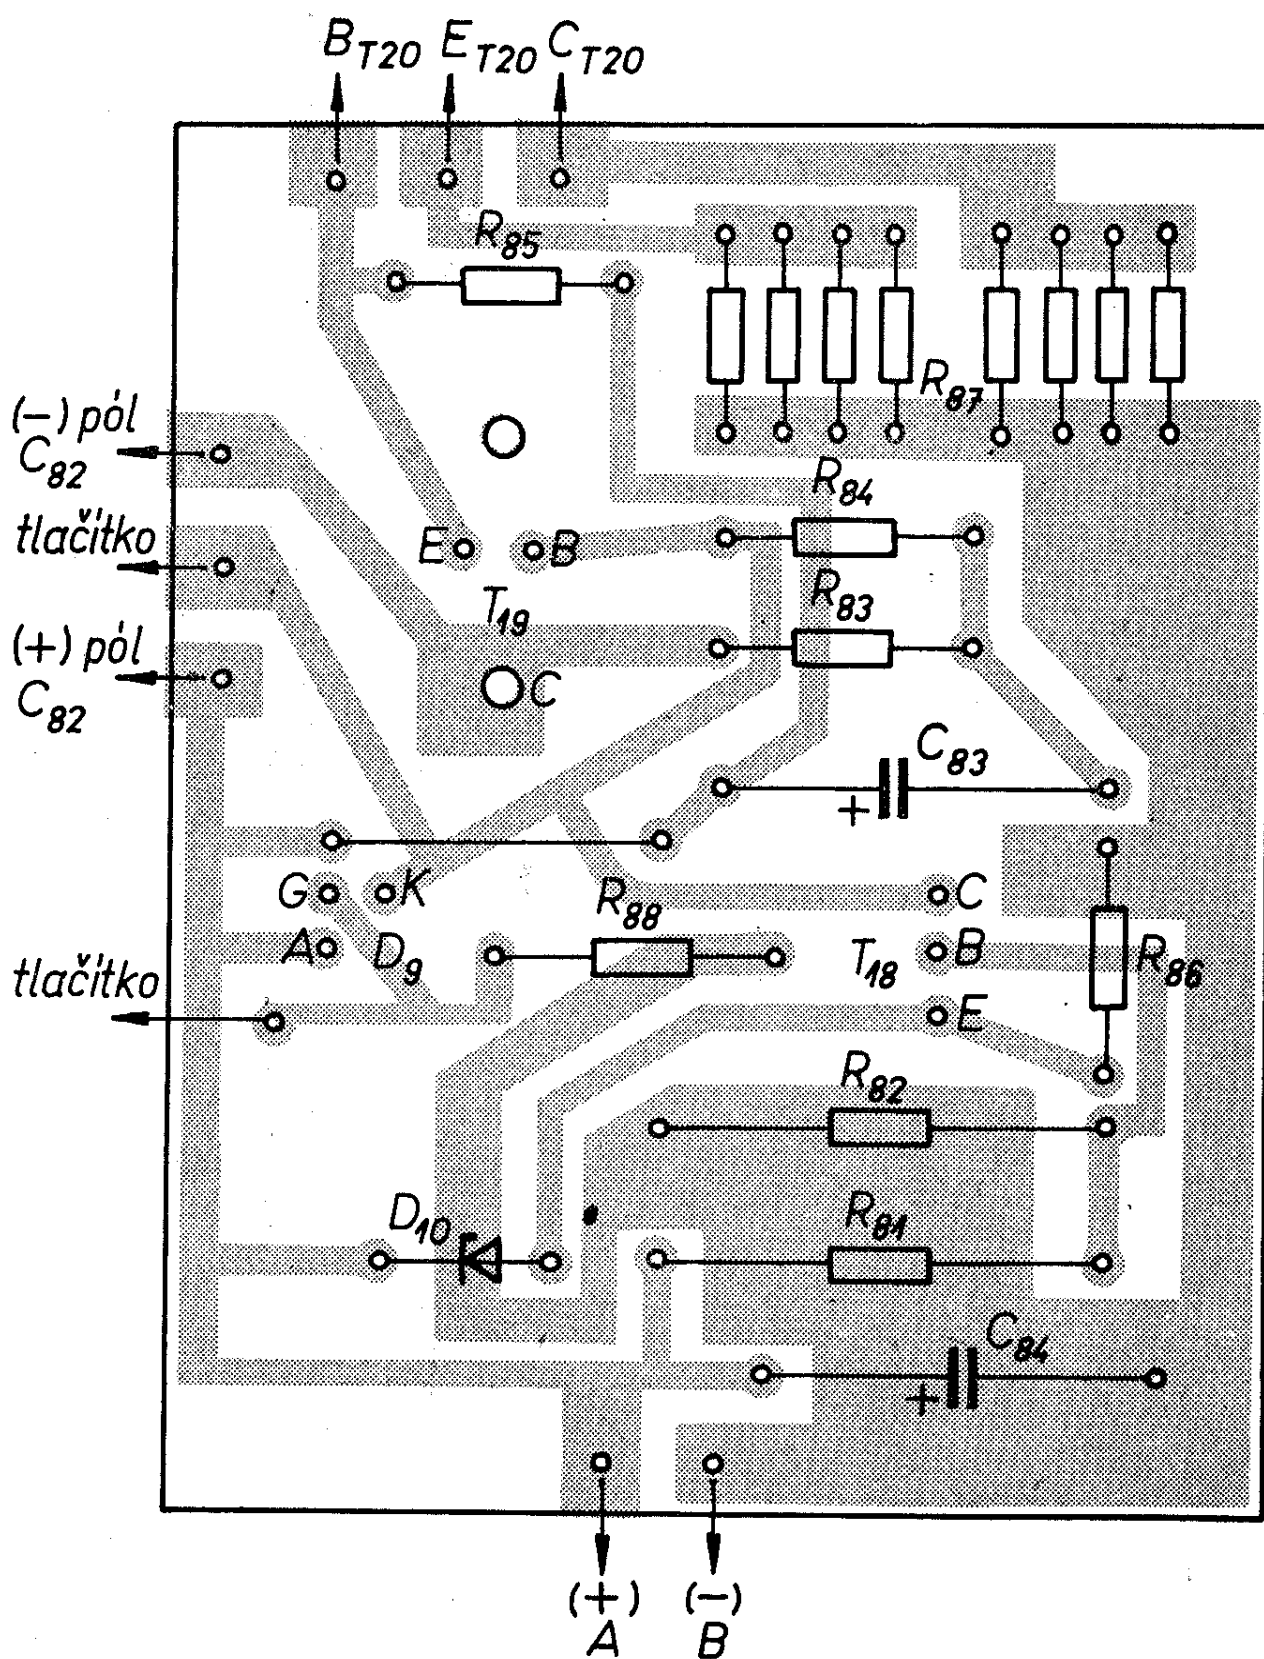 B T20 E T20 C T20
R85
R87
(-) pól
C82
R84
tlačítko
E B
R83
T19
(+) pól
C82
C
C83
+
G K
R88
C
A D9
T18 B R86
tlačítko
E
R82
D10
R81
C84
+
(+) (-)
A B